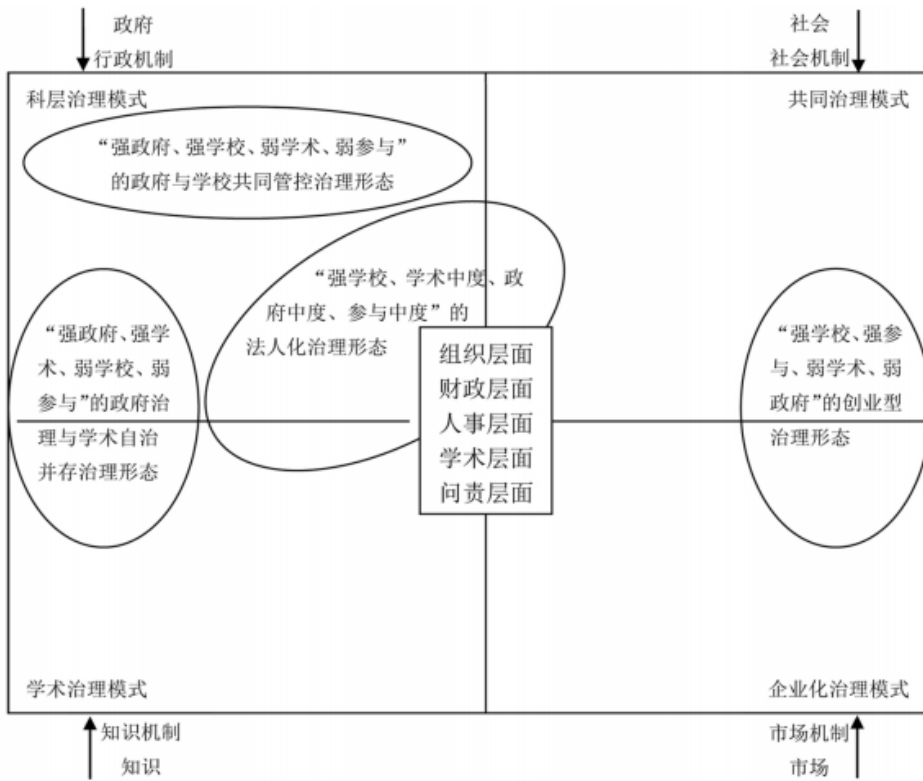 政府
行政机制
社会
社会机制
科层治理模式
共同治理模式
“强政府、强学校、弱学术、弱参与”
的政府与学校共同管控治理形态
“强学校、学术中度、政
府中度、参与中度”的
法人化治理形态
“强政府、强学
术、弱学校、弱
参与”的政府治
理与学术自治
并存治理形态
组织层面
财政层面
人事层面
学术层面
问责层面
“强学校、强参
与、弱学术、弱
政府”的创业型
治理形态
学术治理模式
企业化治理模式
知识机制
知识
市场机制
市场